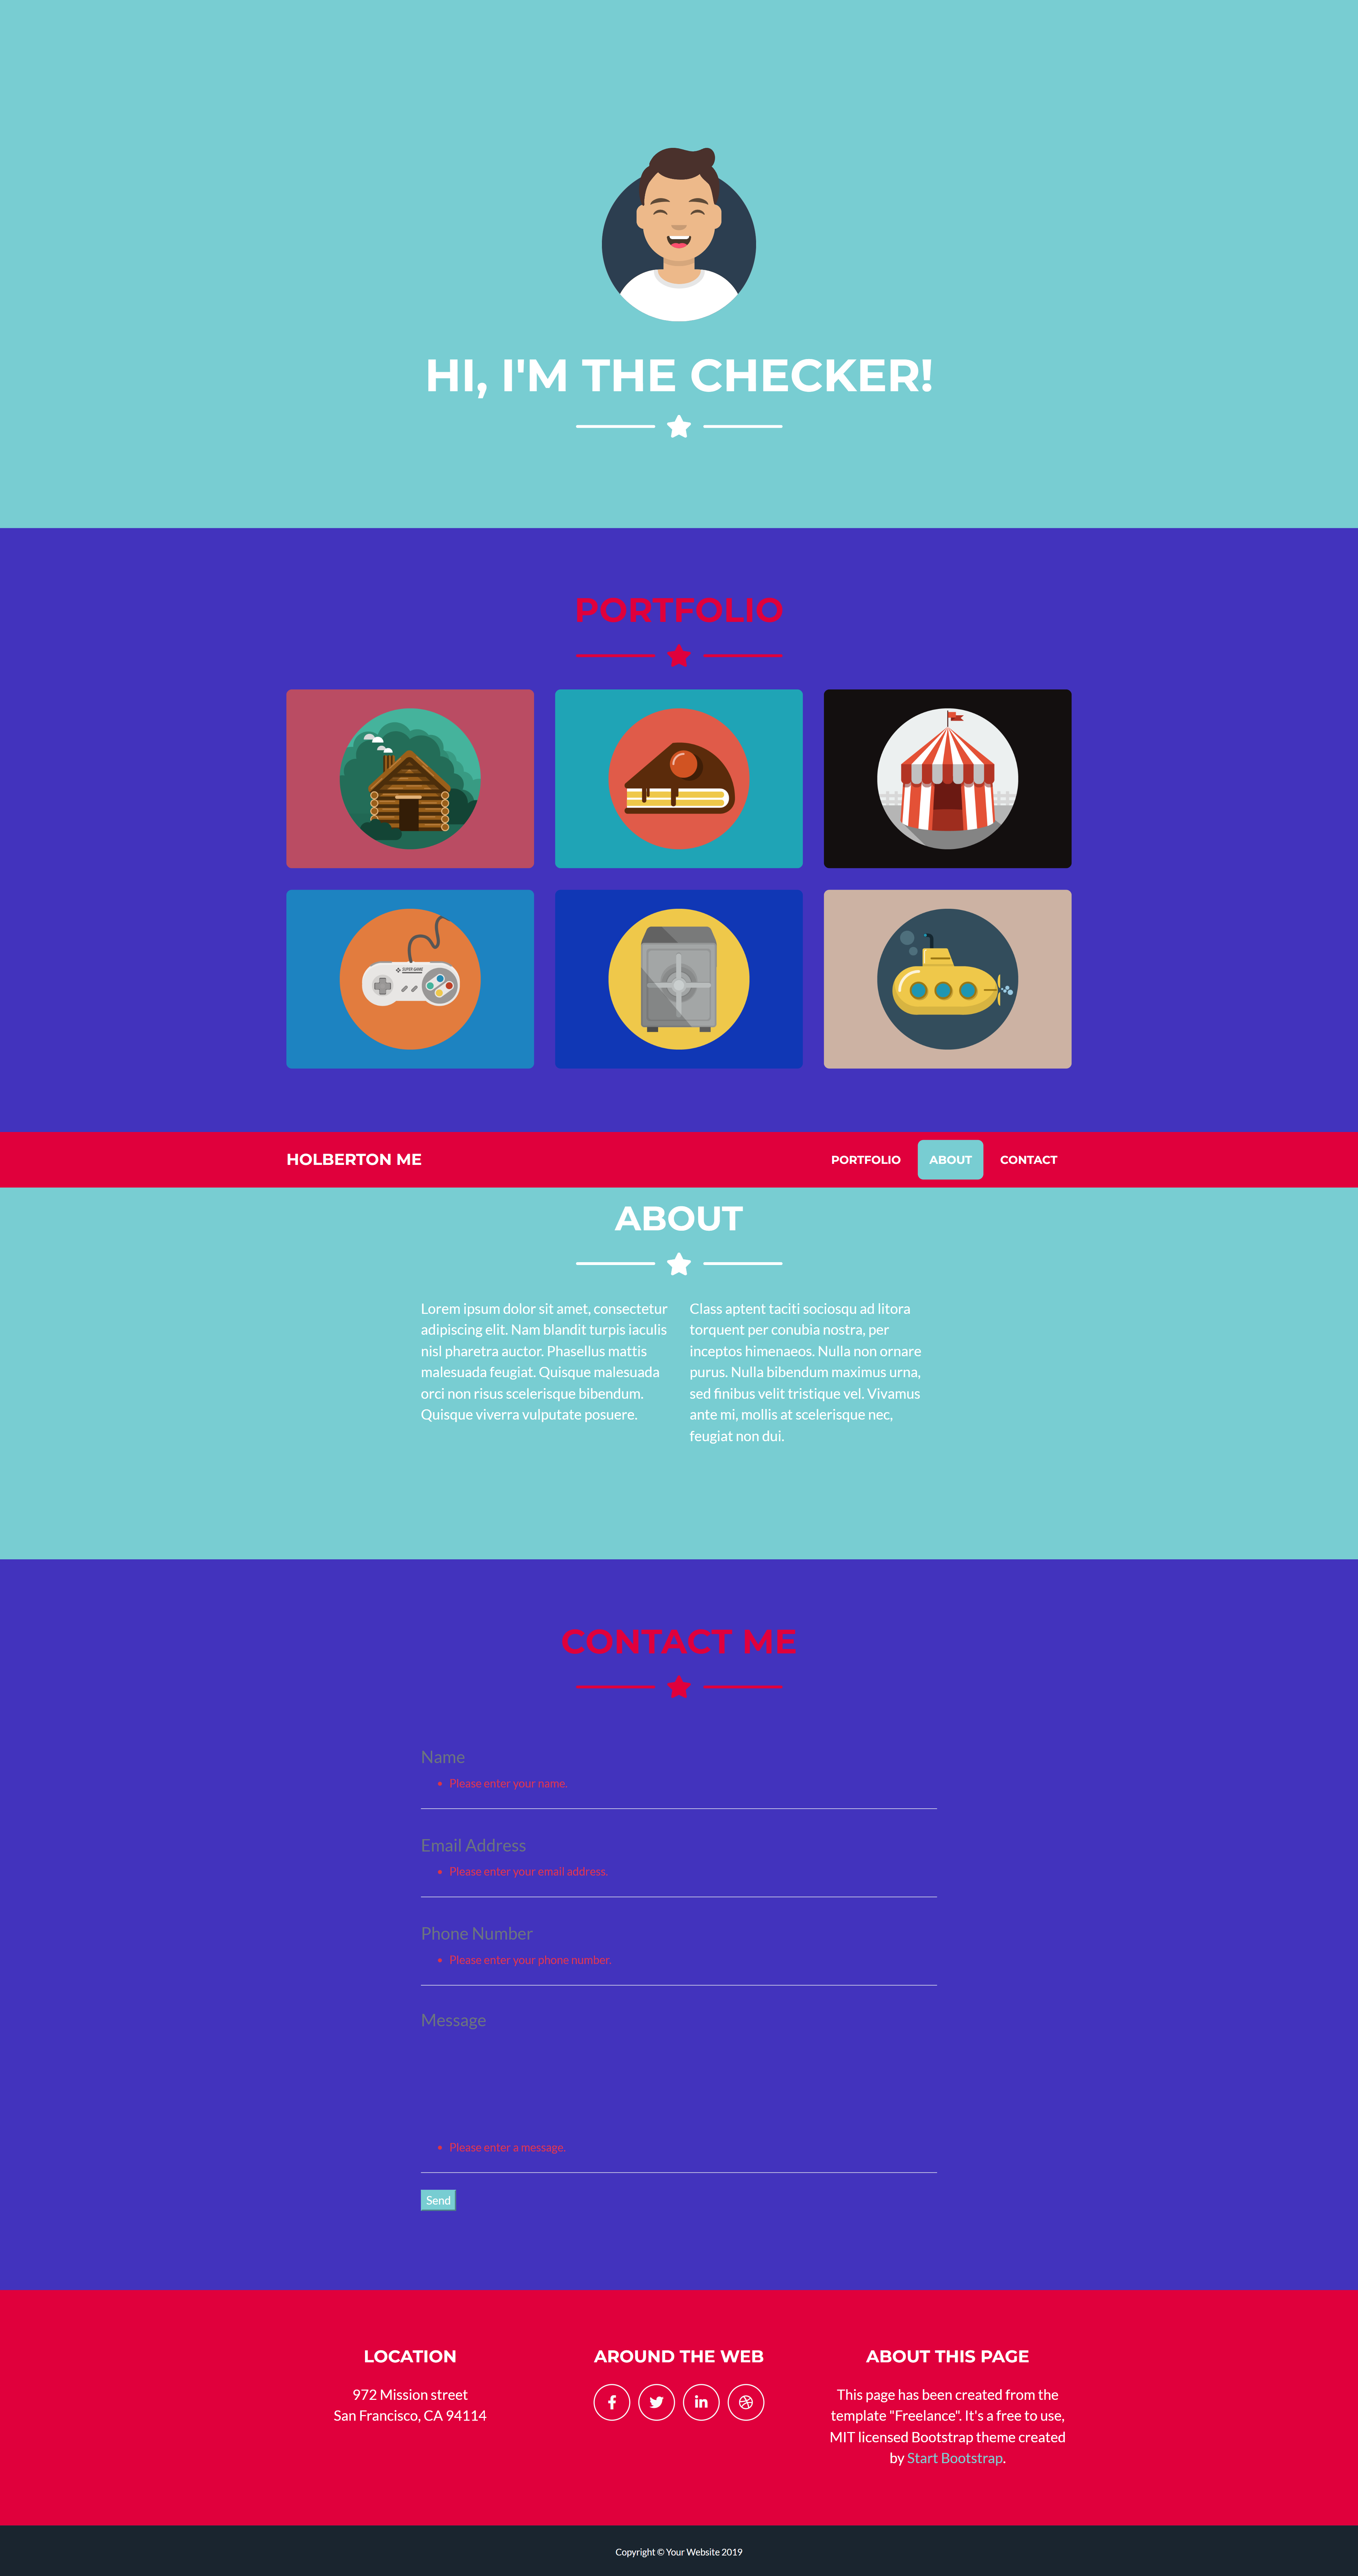 HI, I'M THE CHECKER!
PORTFOLIO
SUPER GAME
HOLBERTON ME
PORTFOLIO
ABOUT
CONTACT
ABOUT
Lorem ipsum dolor sit amet, consectetur
adipiscing elit. Nam blandit turpis iaculis
nisl pharetra auctor. Phasellus mattis
malesuada feugiat. Quisque malesuada
orci non risus scelerisque bibendum.
Quisque viverra vulputate posuere.
Class aptent taciti sociosqu ad litora
torquent per conubia nostra, per
inceptos himenaeos. Nulla non ornare
purus. Nulla bibendum maximus urna,
sed finibus velit tristique vel. Vivamus
ante mi, mollis at scelerisque nec,
feugiat non dui.
CONTACT ME
Name
• Please enter your name.
Email Address
• Please enter your email address.
Phone Number
• Please enter your phone number.
Message
• Please enter a message.
Send
LOCATION
972 Mission street
San Francisco, CA 94114
AROUND THE WEB
ABOUT THIS PAGE
This page has been created from the
template "Freelance". It's a free to use,
MIT licensed Bootstrap theme created
by Start Bootstrap.
Copyright © Your Website 2019